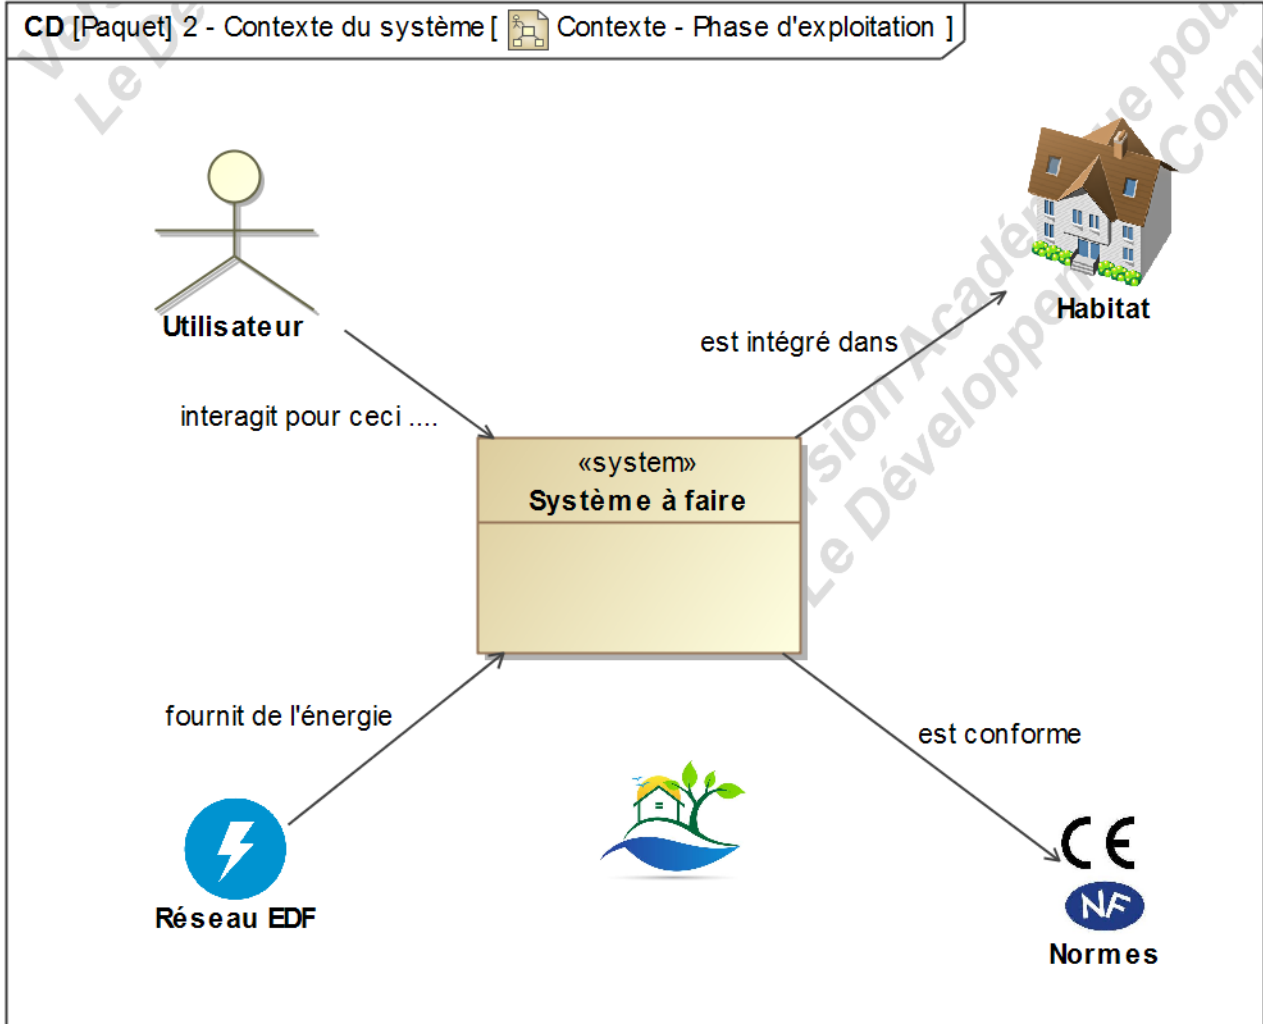 CD [Paquet] 2 - Contexte du système [ Contexte - Phase d'exploitation ]
Utilisateur
Habitat
est intégré dans
interagit pour ceci ....
«system»
Système à faire
fournit de l'énergie
est conforme
CE
NF
Réseau EDF
Normes